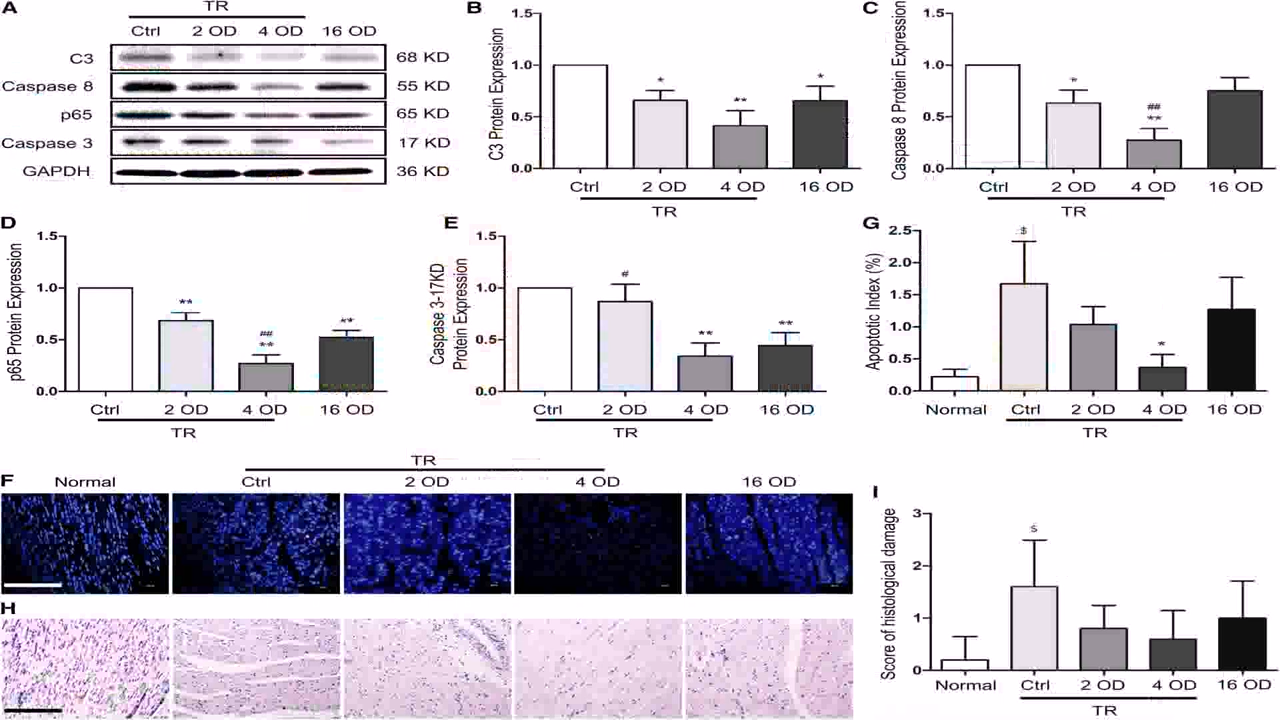 A
TR
Ctrl 2 OD 4 OD 16 OD
C3 68 KD
Caspase 8 55 KD
p65 65 KD
Caspase 3 17 KD
GAPDH 36 KD
B
C3 Protein Expression
1.5
1.0
0.5
0.0
*
**
*
Ctrl 2 OD 4 OD 16 OD
TR
C
Caspase 8 Protein Expression
1.5
1.0
0.5
0.0
*
##
**
Ctrl 2 OD 4 OD 16 OD
TR
D
p65 Protein Expression
1.5
1.0
0.5
0.0
**
##
**
**
Ctrl 2 OD 4 OD 16 OD
TR
E
Caspase 3-17KD
Protein Expression
1.5
1.0
0.5
0.0
#
**
**
Ctrl 2 OD 4 OD 16 OD
TR
G
Apoptotic Index (%)
2.5
2.0
1.5
1.0
0.5
0.0
$
*
Normal Ctrl 2 OD 4 OD 16 OD
TR
F
TR
Normal Ctrl 2 OD 4 OD 16 OD
H
I
Score of histological damage
3
2
1
0
$
Normal Ctrl 2 OD 4 OD 16 OD
TR